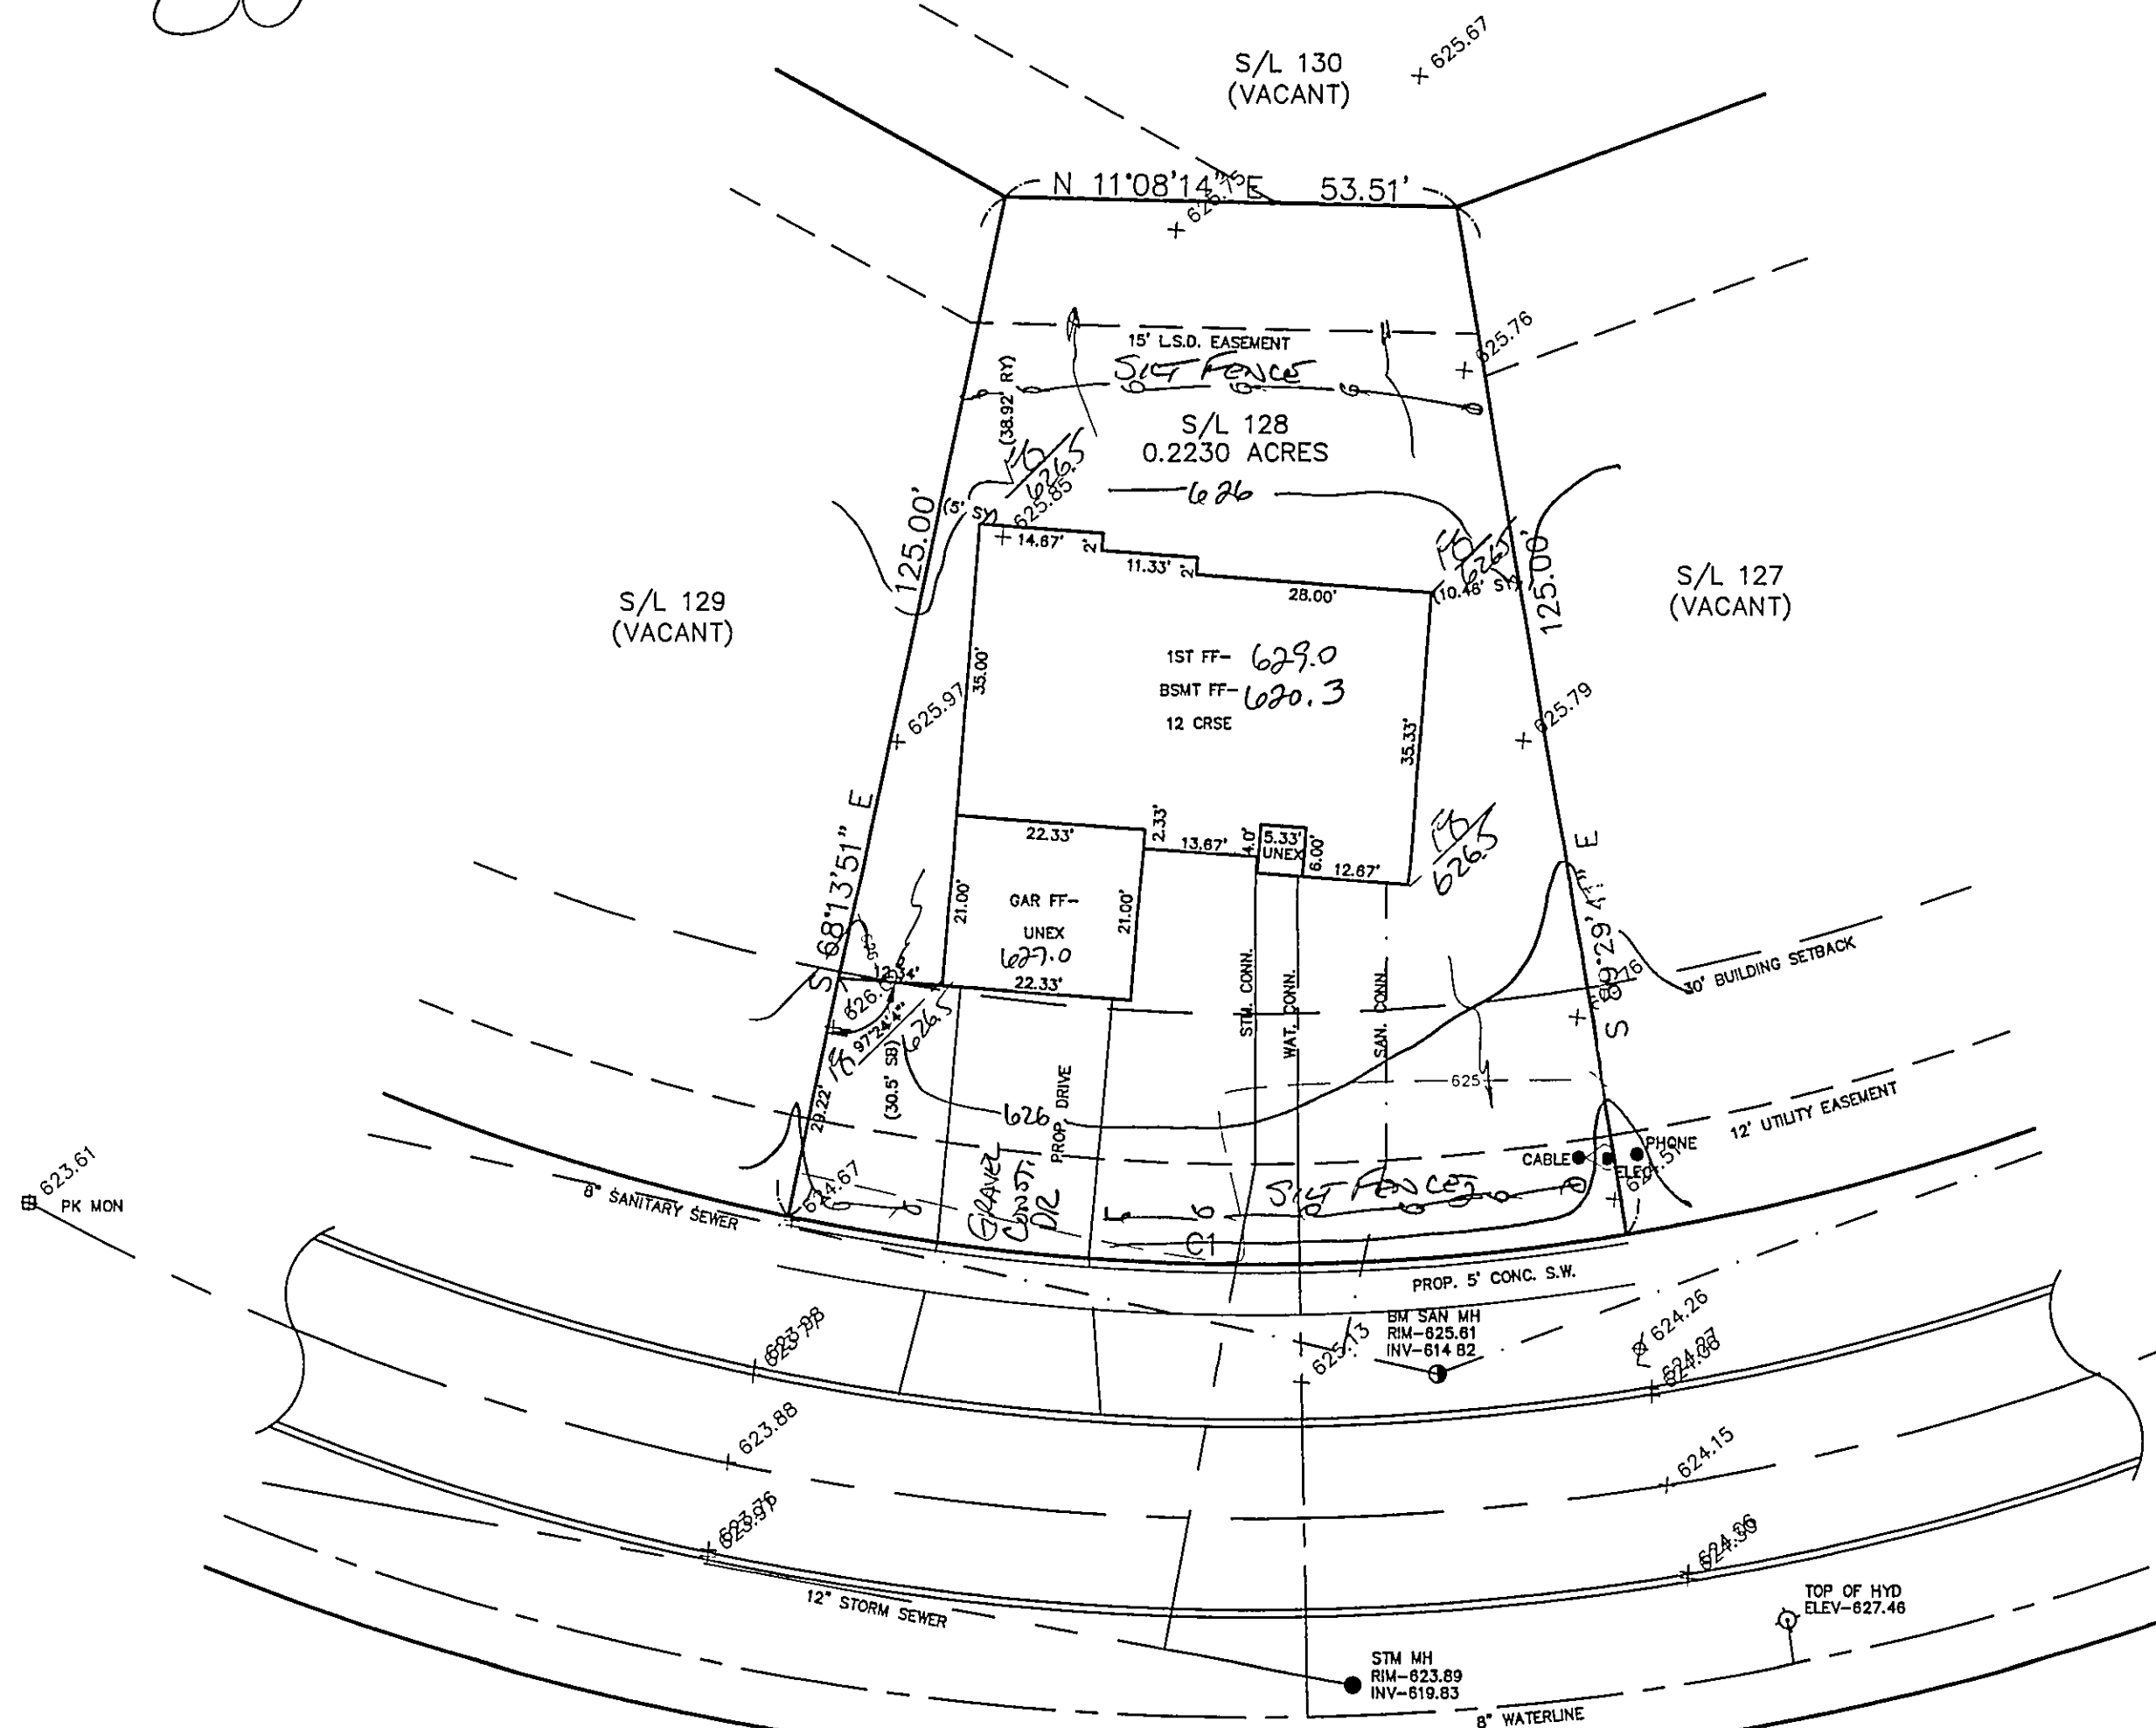 S/L 130
(VACANT)
625.67
N 11°08'14" E 53.51'
15' L.S.D. EASEMENT
625.76
SILT FENCE
(38.92' RY)
S/L 128
0.2230 ACRES
626.5
625.85
626
626.5
125.00'
(5' SY)
14.67'
2'
11.33'
2'
28.00'
(10.46' SY)
125.00'
S/L 129
(VACANT)
S/L 127
(VACANT)
1ST FF- 629.0
BSMT FF- 620.3
12 CRSE
35.00'
35.33'
625.97
625.79
S 68°13'51" E
22.33'
2.33'
13.67'
4.0'
5.33'
UNEX
6.00'
12.67'
626.5
21.00'
GAR FF-
UNEX
627.0
21.00'
22.33'
STM. CONN.
WAT. CONN.
SAN. CONN.
30' BUILDING SETBACK
97°24'4"
626.5
(30.5' SB)
29.22'
PROP. DRIVE
626
625
12' UTILITY EASEMENT
CABLE
PHONE
ELEC.
GRAVEL
CONST.
DR
SILT FENCE
C1
624.67
623.61
PK MON
8" SANITARY SEWER
PROP. 5' CONC. S.W.
BM SAN MH
RIM-625.61
INV-614.82
625.13
624.26
623.88
624.15
12" STORM SEWER
TOP OF HYD
ELEV-627.46
STM MH
RIM-623.89
INV-619.83
8" WATERLINE